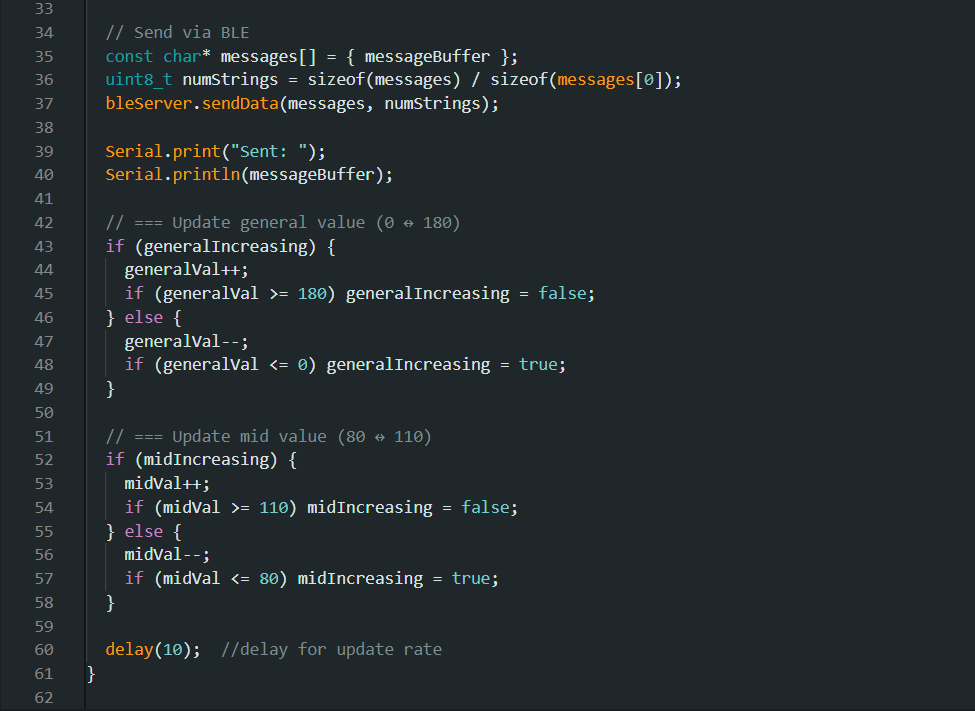 33
34   // Send via BLE
35   const char* messages[] = { messageBuffer };
36   uint8_t numStrings = sizeof(messages) / sizeof(messages[0]);
37   bleServer.sendData(messages, numStrings);
38
39   Serial.print("Sent: ");
40   Serial.println(messageBuffer);
41
42   // === Update general value (0 ↔ 180)
43   if (generalIncreasing) {
44     generalVal++;
45     if (generalVal >= 180) generalIncreasing = false;
46   } else {
47     generalVal--;
48     if (generalVal <= 0) generalIncreasing = true;
49   }
50
51   // === Update mid value (80 ↔ 110)
52   if (midIncreasing) {
53     midVal++;
54     if (midVal >= 110) midIncreasing = false;
55   } else {
56     midVal--;
57     if (midVal <= 80) midIncreasing = true;
58   }
59
60   delay(10);  //delay for update rate
61 }
62